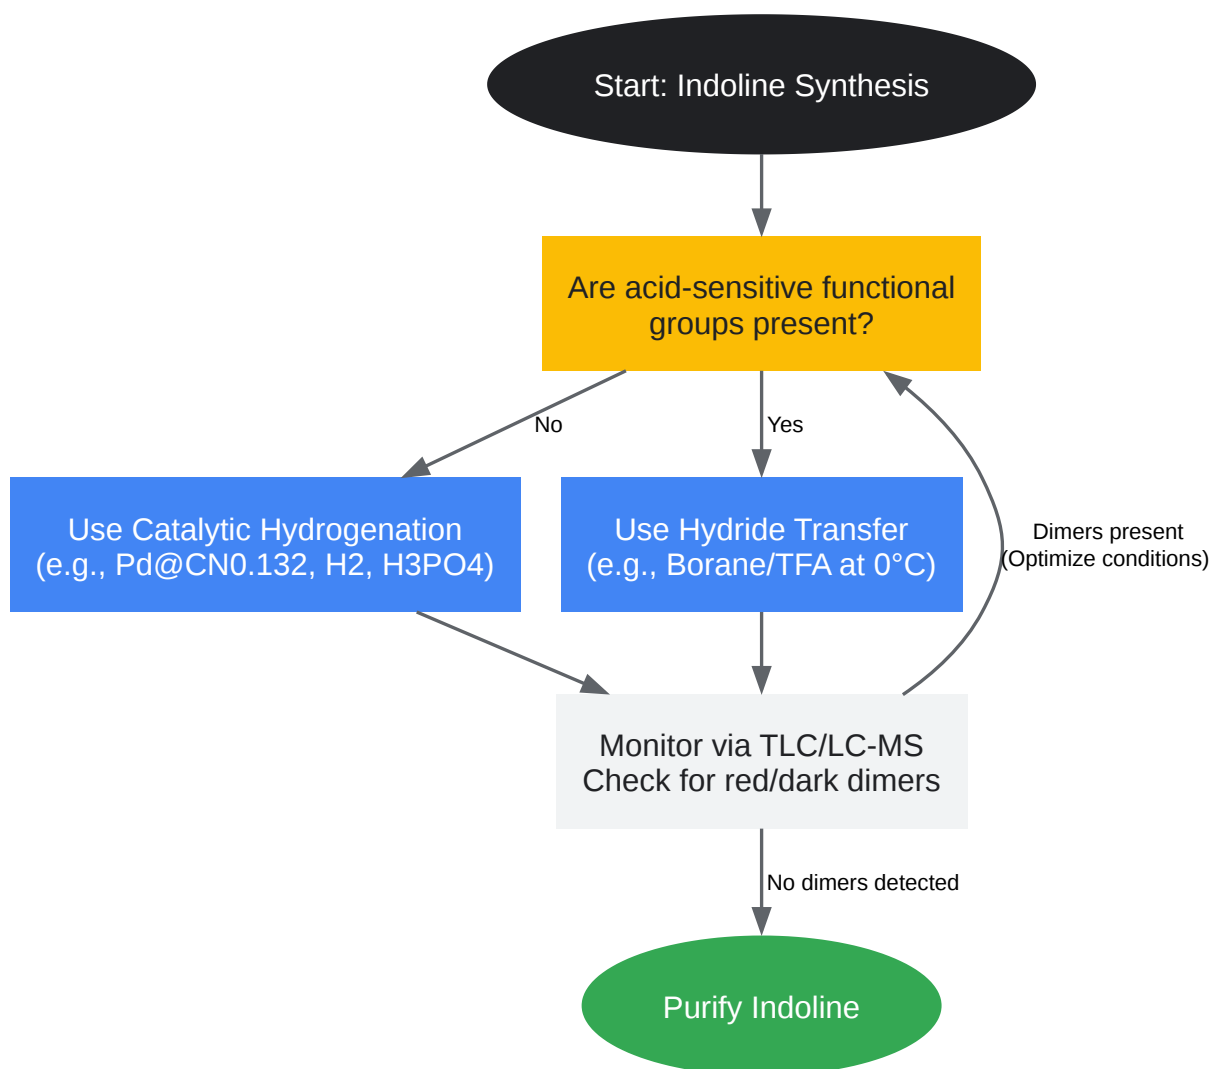 Start: Indoline Synthesis
Are acid-sensitive functional
groups present?
No
Yes
Use Catalytic Hydrogenation
(e.g., Pd@CN0.132, H2, H3PO4)
Use Hydride Transfer
(e.g., Borane/TFA at 0°C)
Dimers present
(Optimize conditions)
Monitor via TLC/LC-MS
Check for red/dark dimers
No dimers detected
Purify Indoline